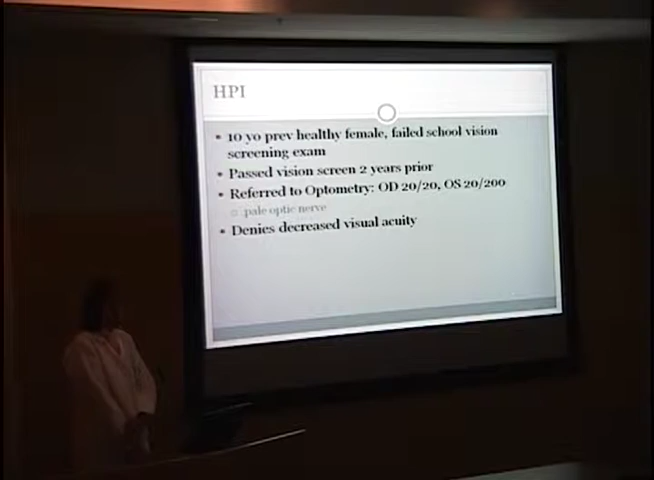 HPI
• 10 yo prev healthy female, failed school vision
screening exam
• Passed vision screen 2 years prior
• Referred to Optometry: OD 20/20, OS 20/200
○ pale optic nerve
• Denies decreased visual acuity